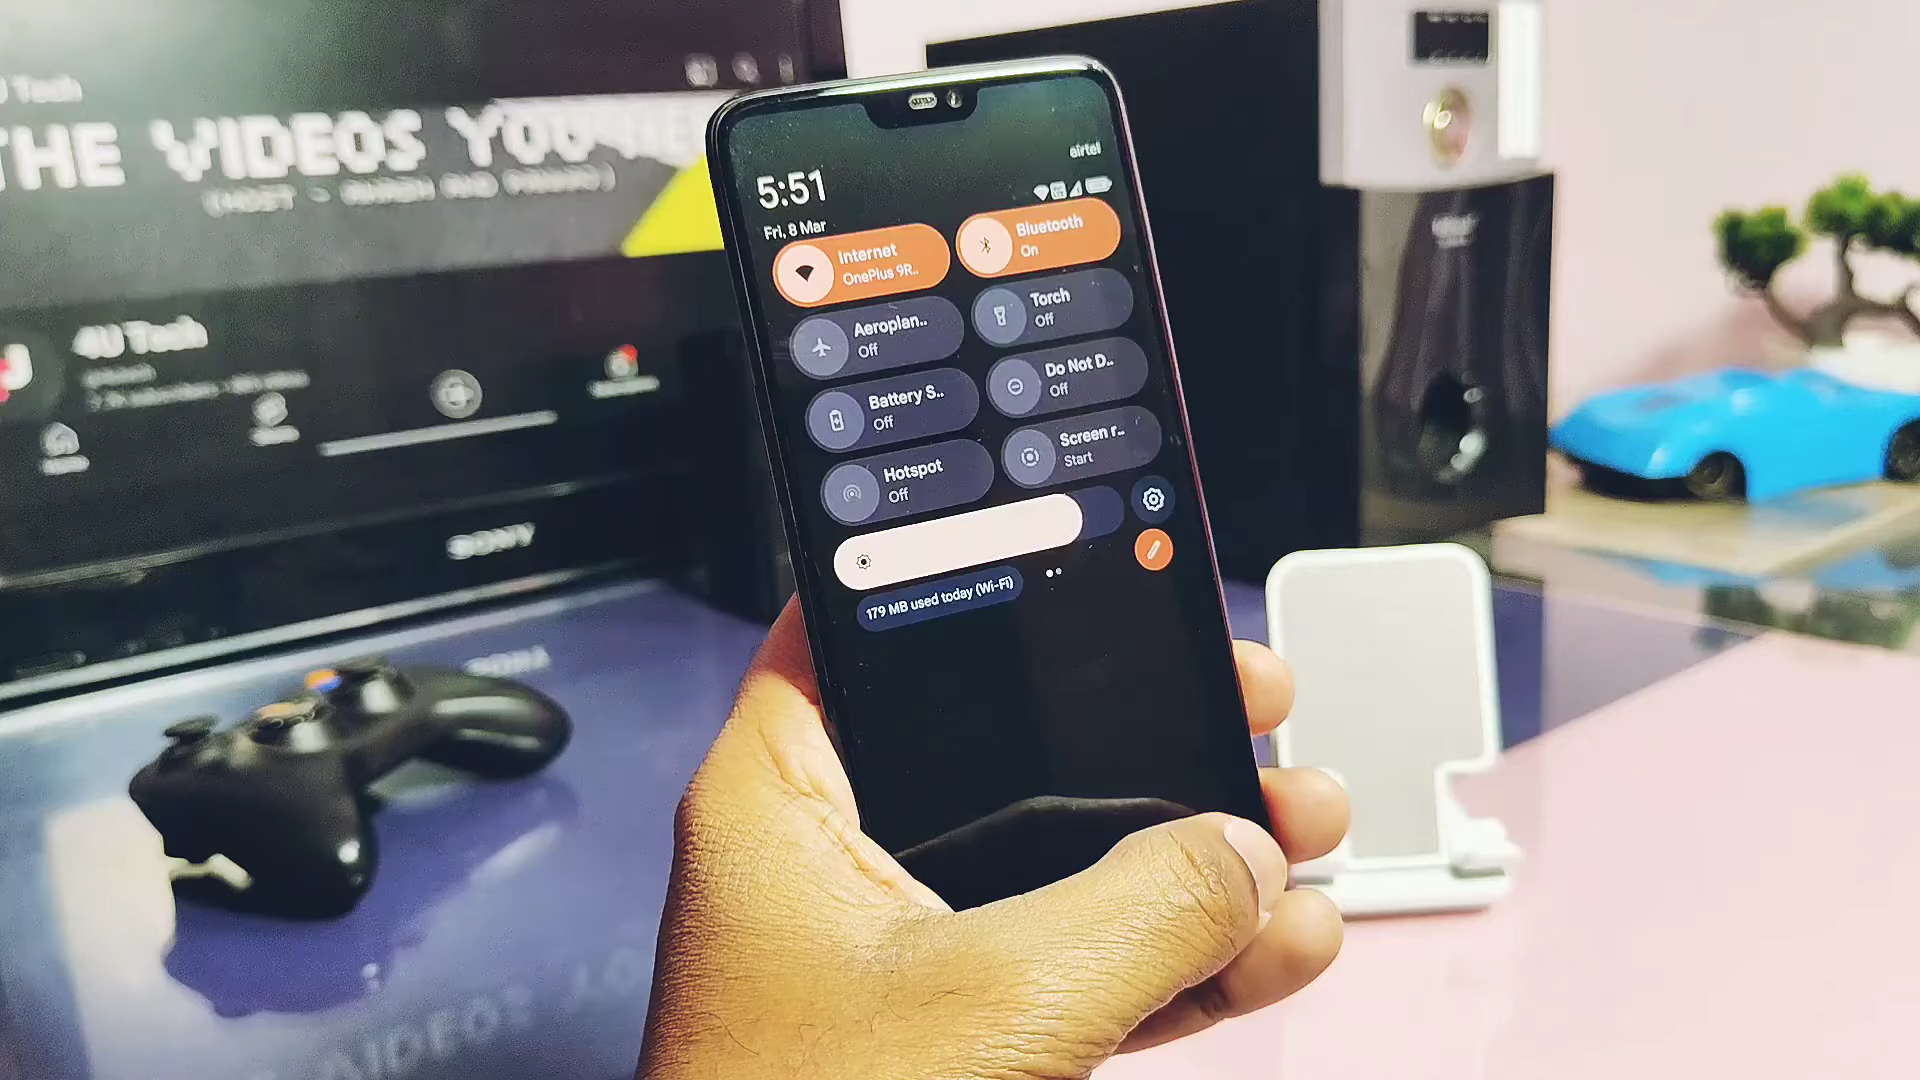 U Tech
THE VIDEOS YOU
4U Tech
SONY
airtel
5:51
Fri, 8 Mar
Internet
OnePlus 9R..
Bluetooth
On
Aeroplan..
Off
Torch
Off
Battery S..
Off
Do Not D..
Off
Hotspot
Off
Screen r..
Start
179 MB used today (Wi-Fi)